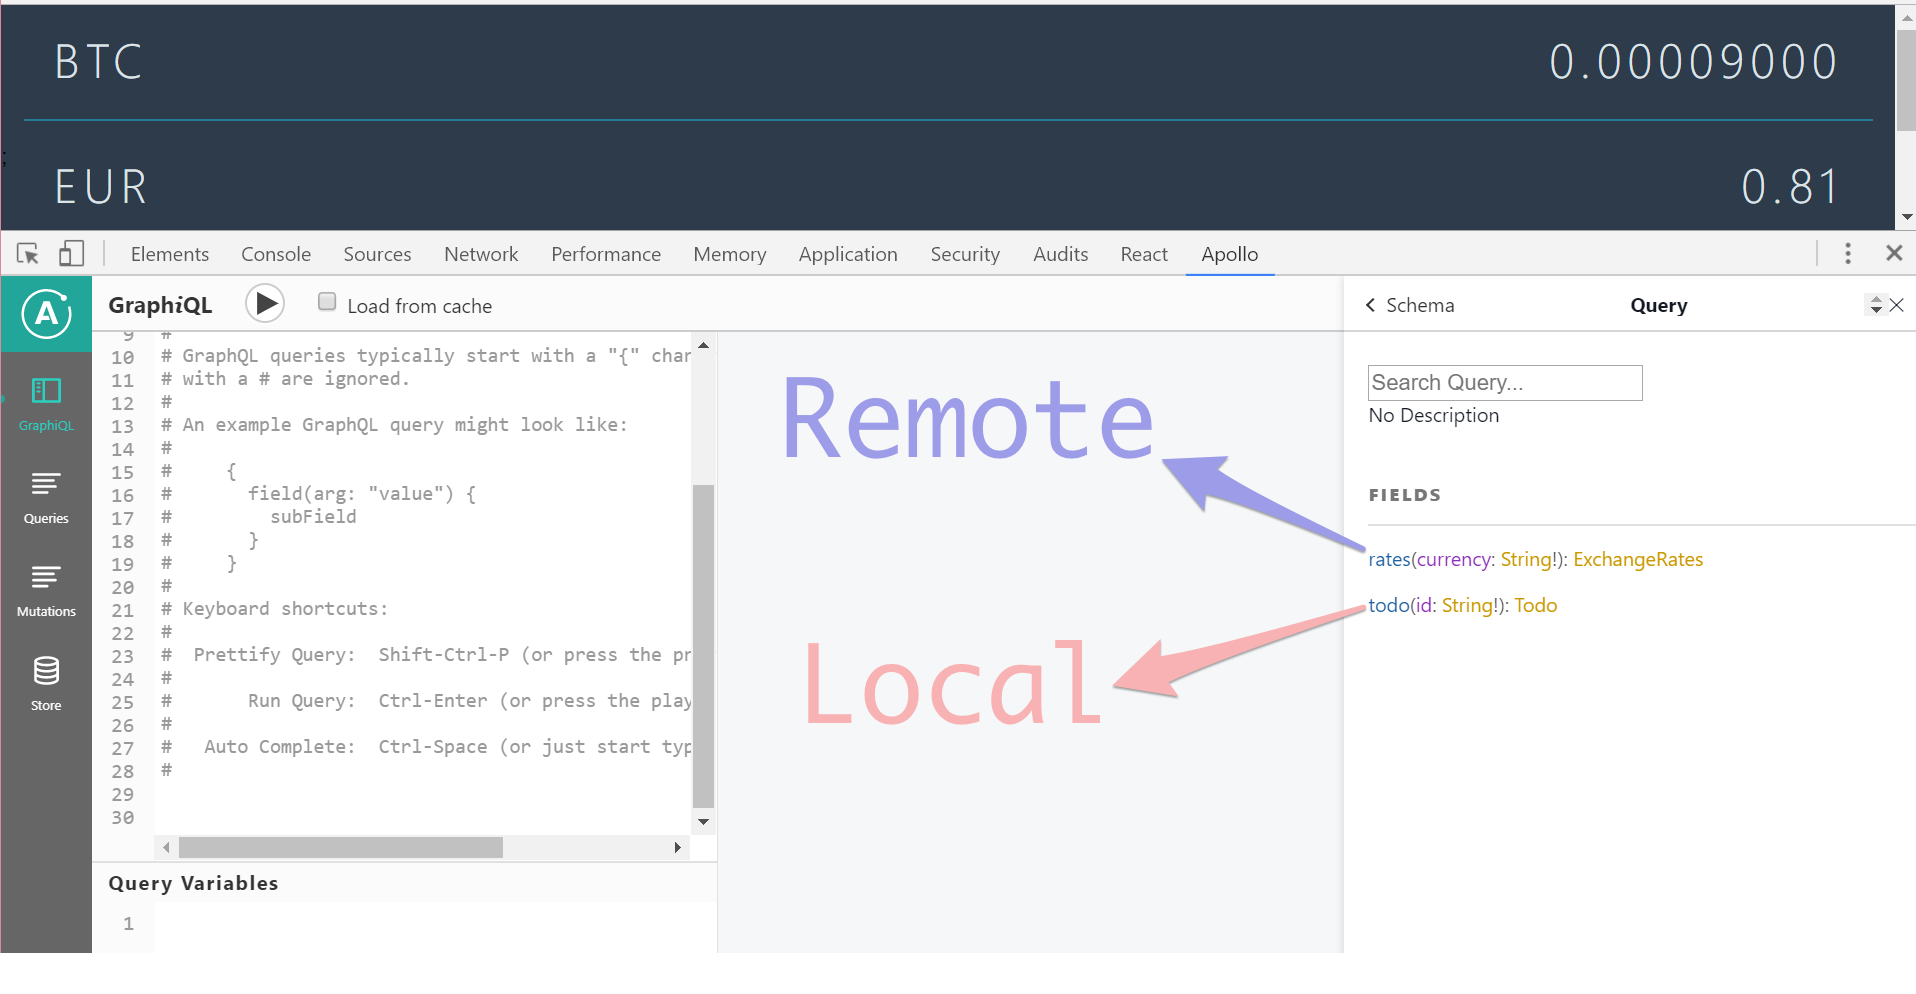 BTC 0.00009000
;
EUR 0.81
Elements Console Sources Network Performance Memory Application Security Audits React Apollo
A
GraphiQL
Queries
Mutations
Store
GraphiQL Load from cache
9 #
10 # GraphQL queries typically start with a "{" char
11 # with a # are ignored.
12 #
13 # An example GraphQL query might look like:
14 #
15 # {
16 # field(arg: "value") {
17 # subField
18 # }
19 # }
20 #
21 # Keyboard shortcuts:
22 #
23 # Prettify Query: Shift-Ctrl-P (or press the pr
24 #
25 # Run Query: Ctrl-Enter (or press the play
26 #
27 # Auto Complete: Ctrl-Space (or just start typ
28 #
29
30
Query Variables
1
Remote
Local
Schema Query
Search Query...
No Description
FIELDS
rates(currency: String!): ExchangeRates
todo(id: String!): Todo